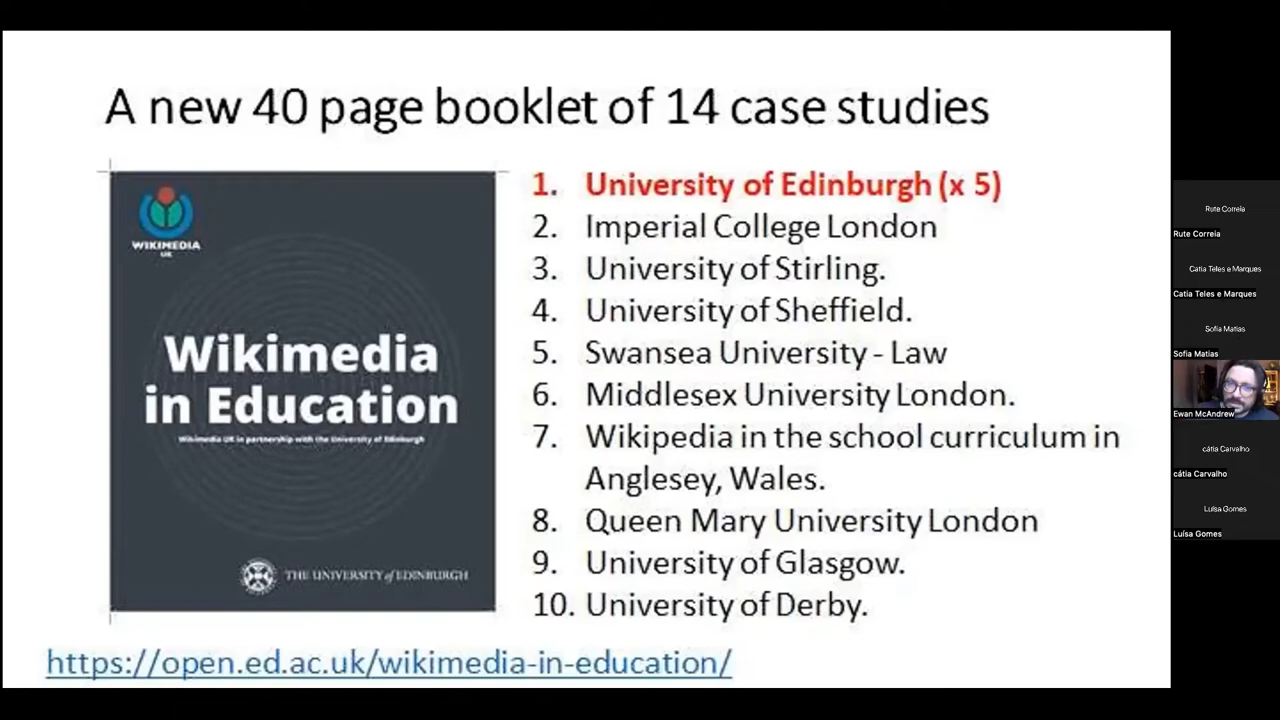 A new 40 page booklet of 14 case studies
WIKIMEDIA
UK
Wikimedia
in Education
Wikimedia UK in partnership with the University of Edinburgh
THE UNIVERSITY of EDINBURGH
1. University of Edinburgh (x 5)
2. Imperial College London
3. University of Stirling.
4. University of Sheffield.
5. Swansea University - Law
6. Middlesex University London.
7. Wikipedia in the school curriculum in
Anglesey, Wales.
8. Queen Mary University London
9. University of Glasgow.
10. University of Derby.
https://open.ed.ac.uk/wikimedia-in-education/
Rute Correia
Rute Correia
Catia Teles e Marques
Catia Teles e Marques
Sofia Matias
Sofia Matias
Ewan McAndrew
cátia Carvalho
cátia Carvalho
Luísa Gomes
Luísa Gomes